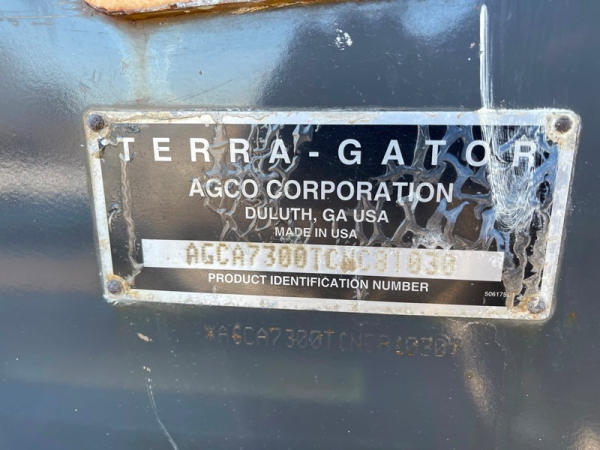 TERRA-GATOR
AGCO CORPORATION
DULUTH, GA USA
MADE IN USA
AGCA7300TCNC81030
PRODUCT IDENTIFICATION NUMBER